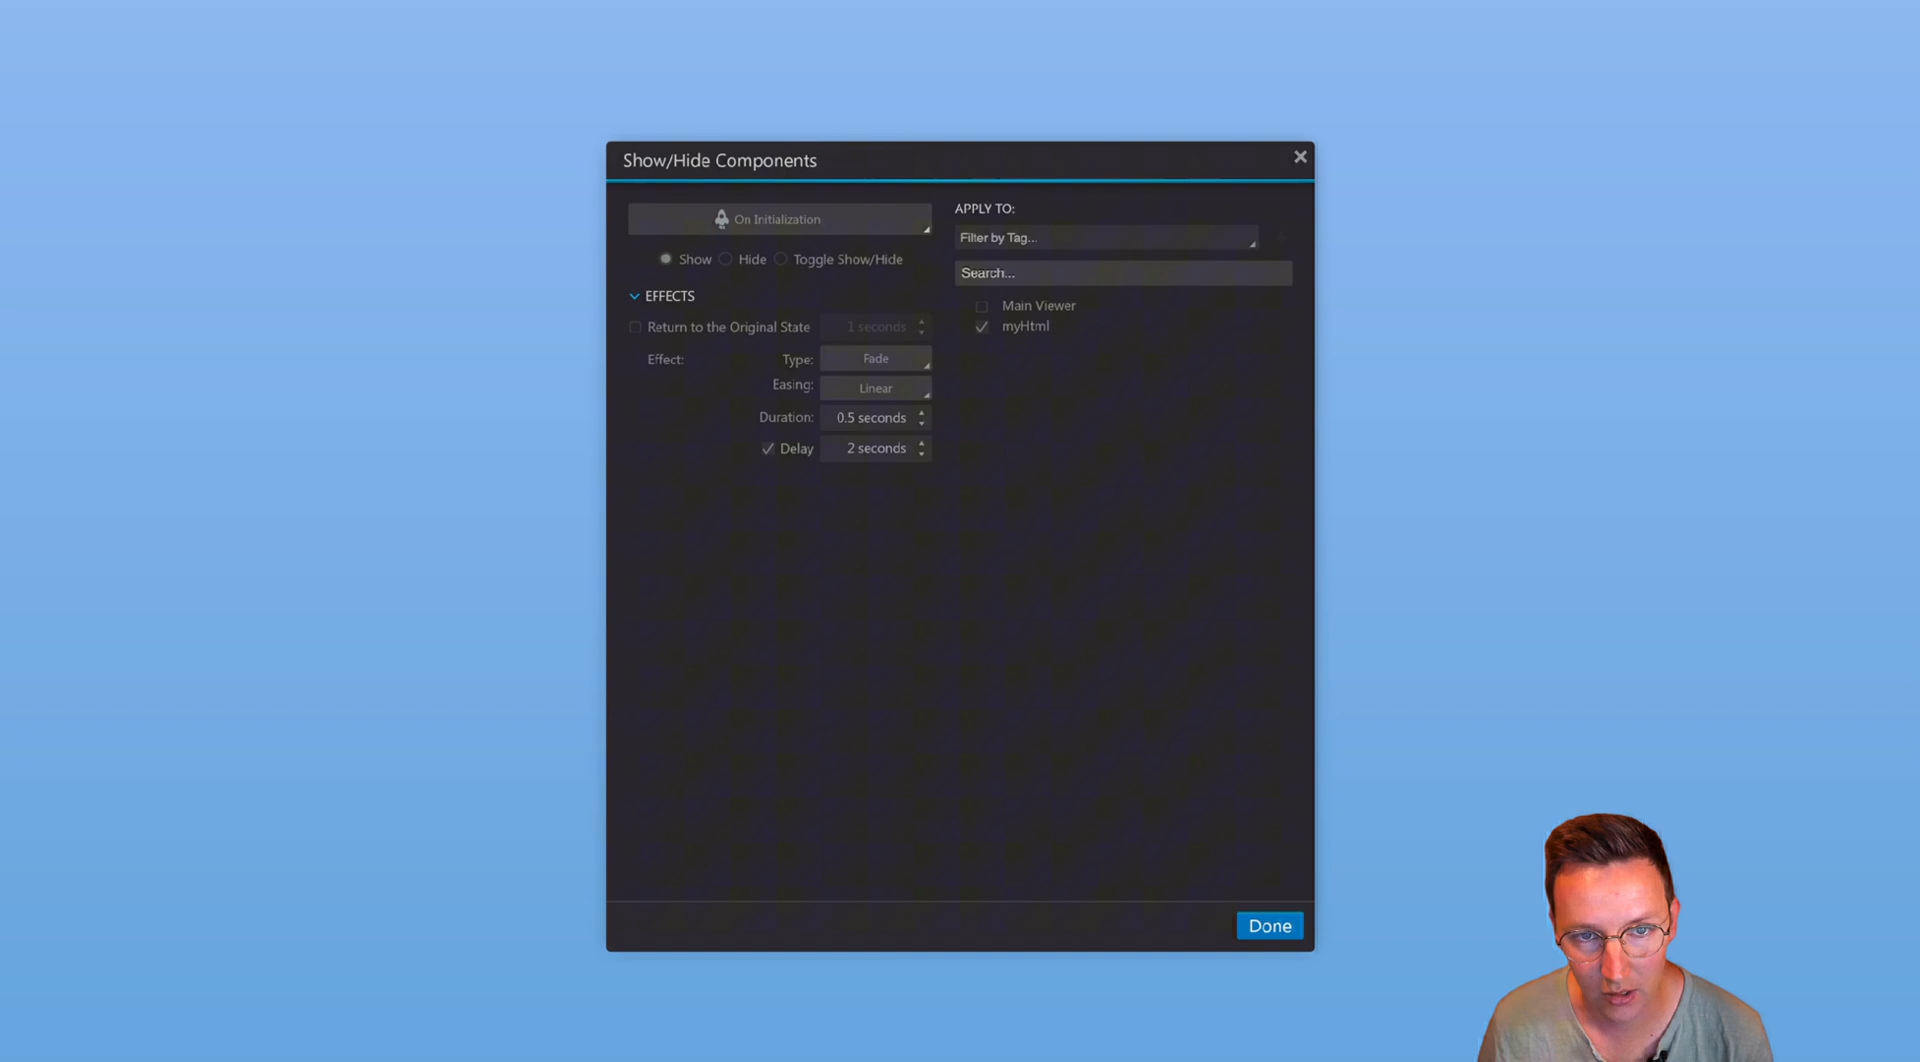 Show/Hide Components
On Initialization
Show Hide Toggle Show/Hide
EFFECTS
Return to the Original State 1 seconds
Effect: Type: Fade
Easing: Linear
Duration: 0.5 seconds
Delay 2 seconds
APPLY TO:
Filter by Tag...
Search...
Main Viewer
myHtml
Done